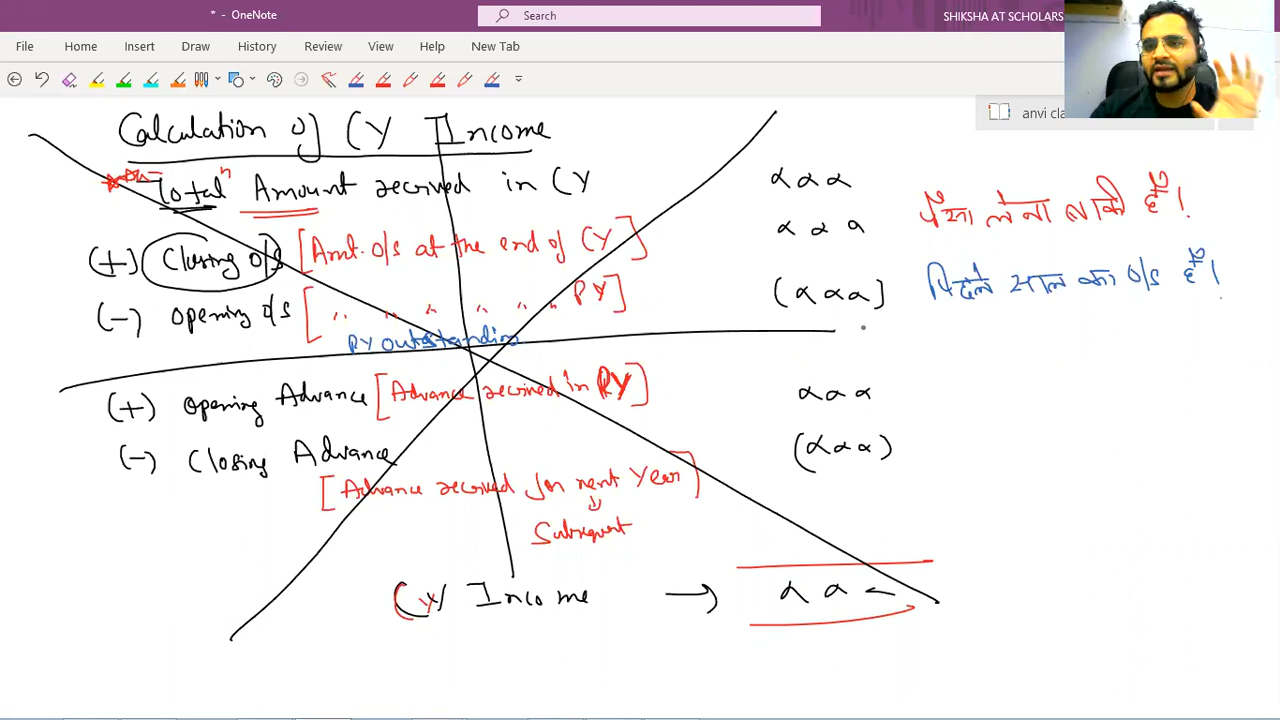 * - OneNote
Search
SHIKSHA AT SCHOLARS
File Home Insert Draw History Review View Help New Tab
anvi cla
Calculation of CY Income
Total Amount received in CY xxx
(+) Closing o/s [Amt. o/s at the end of CY] xxx
(-) opening o/s [ " " " " " PY] (xxx)
PY outstanding
(+) Opening Advance [Advance received in PY] xxx
(-) Closing Advance (xxx)
[Advance received for next Year]
Subsequent
CY Income → xx
पैसा लेना बाकी है!
पिछले साल का o/s है!